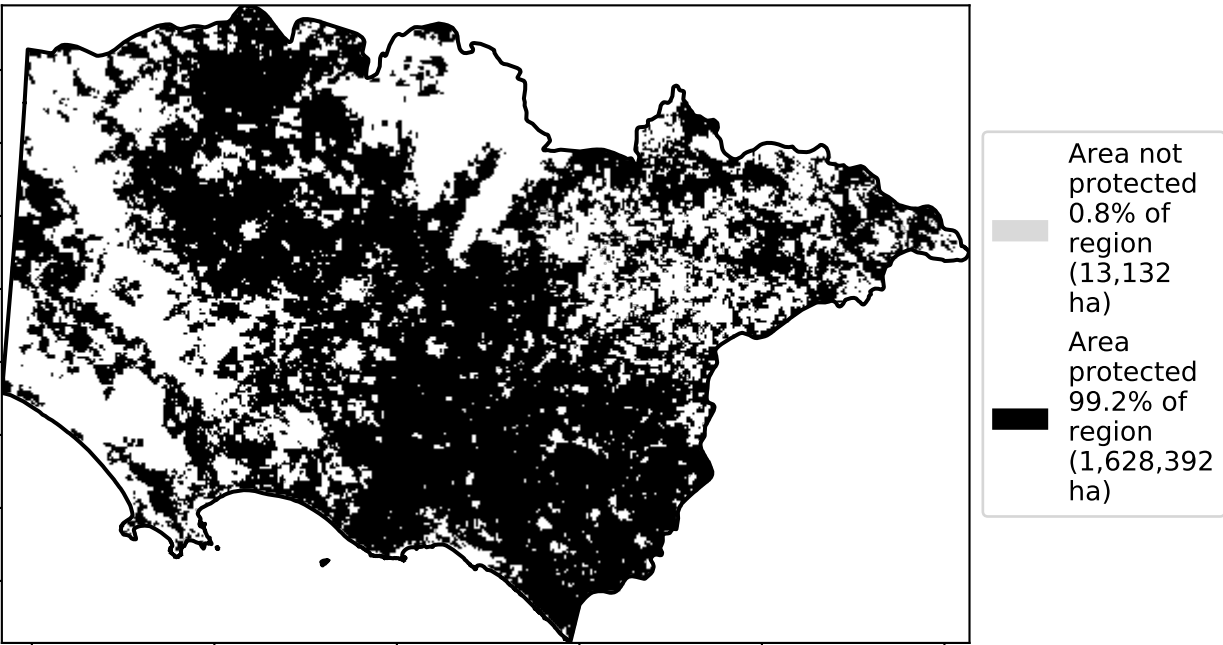 Area not
protected
0.8% of
region
(13,132
ha)
Area
protected
99.2% of
region
(1,628,392
ha)